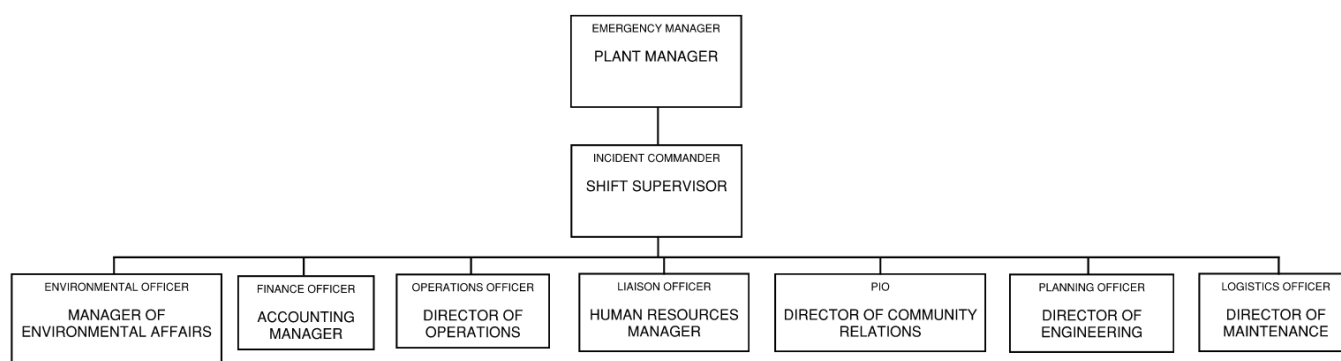 EMERGENCY MANAGER
PLANT MANAGER
INCIDENT COMMANDER
SHIFT SUPERVISOR
ENVIRONMENTAL OFFICER
MANAGER OF
ENVIRONMENTAL AFFAIRS
FINANCE OFFICER
ACCOUNTING
MANAGER
OPERATIONS OFFICER
DIRECTOR OF
OPERATIONS
LIAISON OFFICER
HUMAN RESOURCES
MANAGER
PIO
DIRECTOR OF COMMUNITY
RELATIONS
PLANNING OFFICER
DIRECTOR OF
ENGINEERING
LOGISTICS OFFICER
DIRECTOR OF
MAINTENANCE